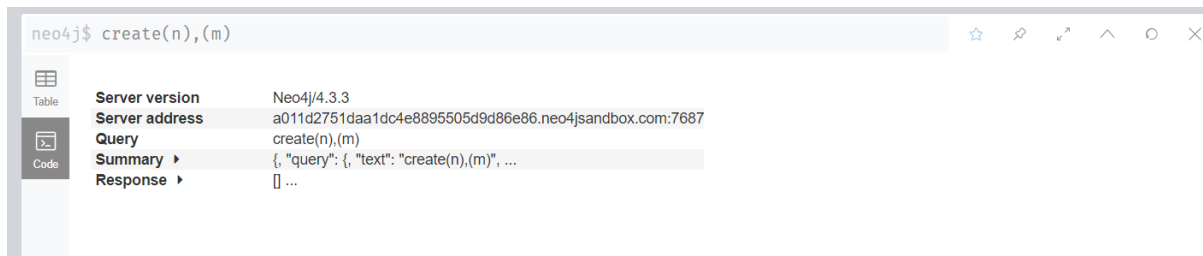 neo4j$ create(n),(m)
Table
Server version Neo4j/4.3.3
Server address a011d2751daa1dc4e8895505d9d86e86.neo4jsandbox.com:7687
Query create(n),(m)
Code
Summary {, "query": {, "text": "create(n),(m)", ...
Response [] ...